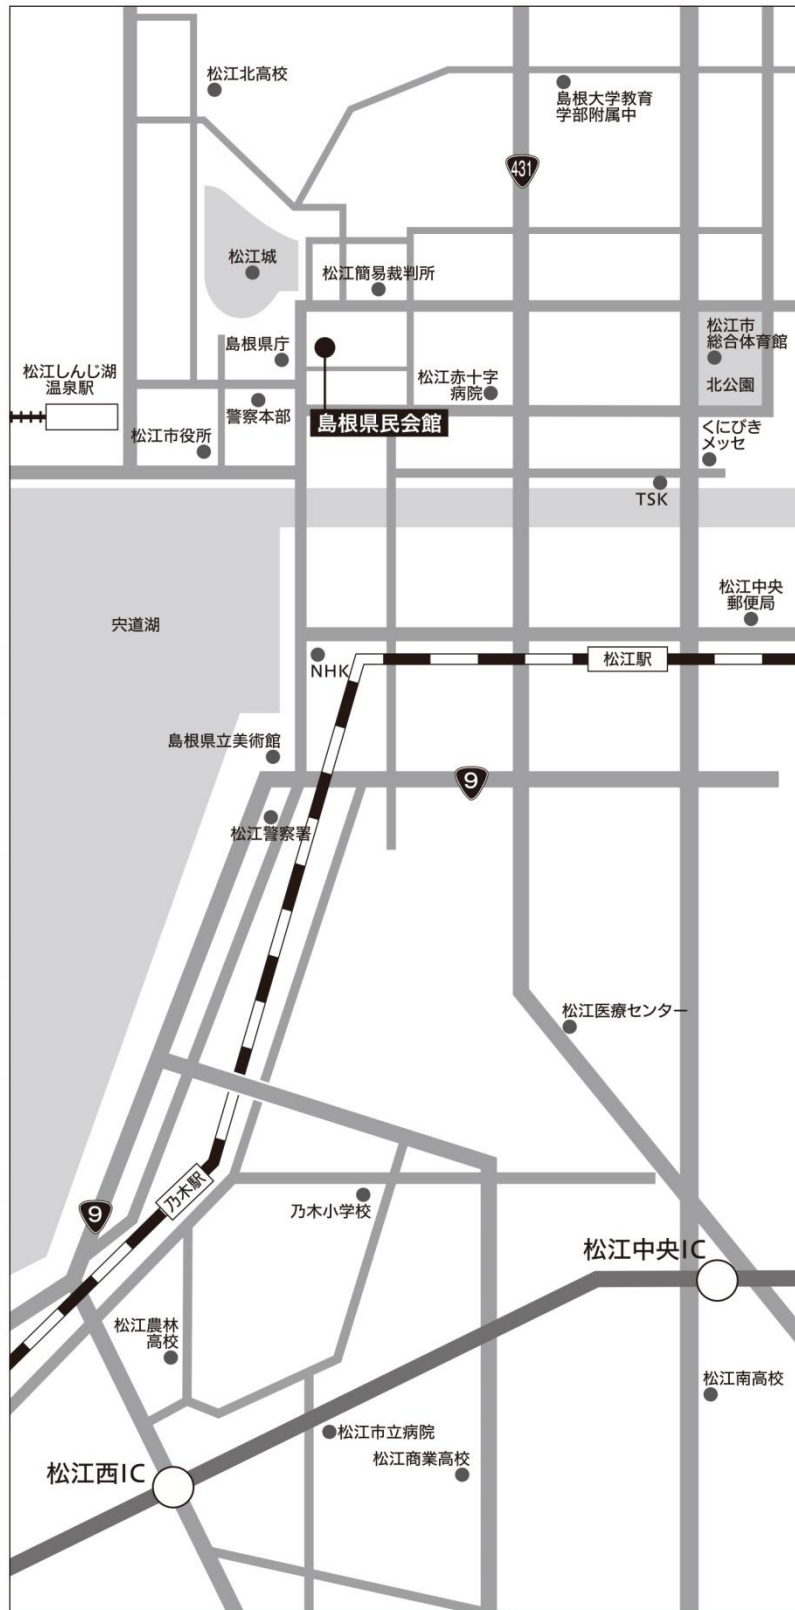 松江北高校
島根大学教育
学部附属中
431
松江城
松江簡易裁判所
松江市
総合体育館
島根県庁
松江しんじ湖
温泉駅
松江赤十字
病院
北公園
警察本部
島根県民会館
松江市役所
くにびき
メッセ
TSK
松江中央
郵便局
宍道湖
松江駅
NHK
島根県立美術館
9
松江警察署
松江医療センター
乃木駅
乃木小学校
9
松江中央IC
松江農林
高校
松江南高校
松江市立病院
松江商業高校
松江西IC